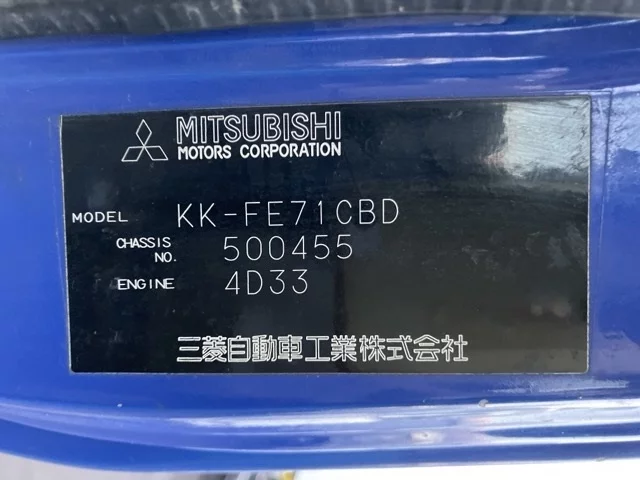 MITSUBISHI
MOTORS CORPORATION
MODEL KK-FE71CBD
CHASSIS NO. 500455
ENGINE 4D33
三菱自動車工業株式会社